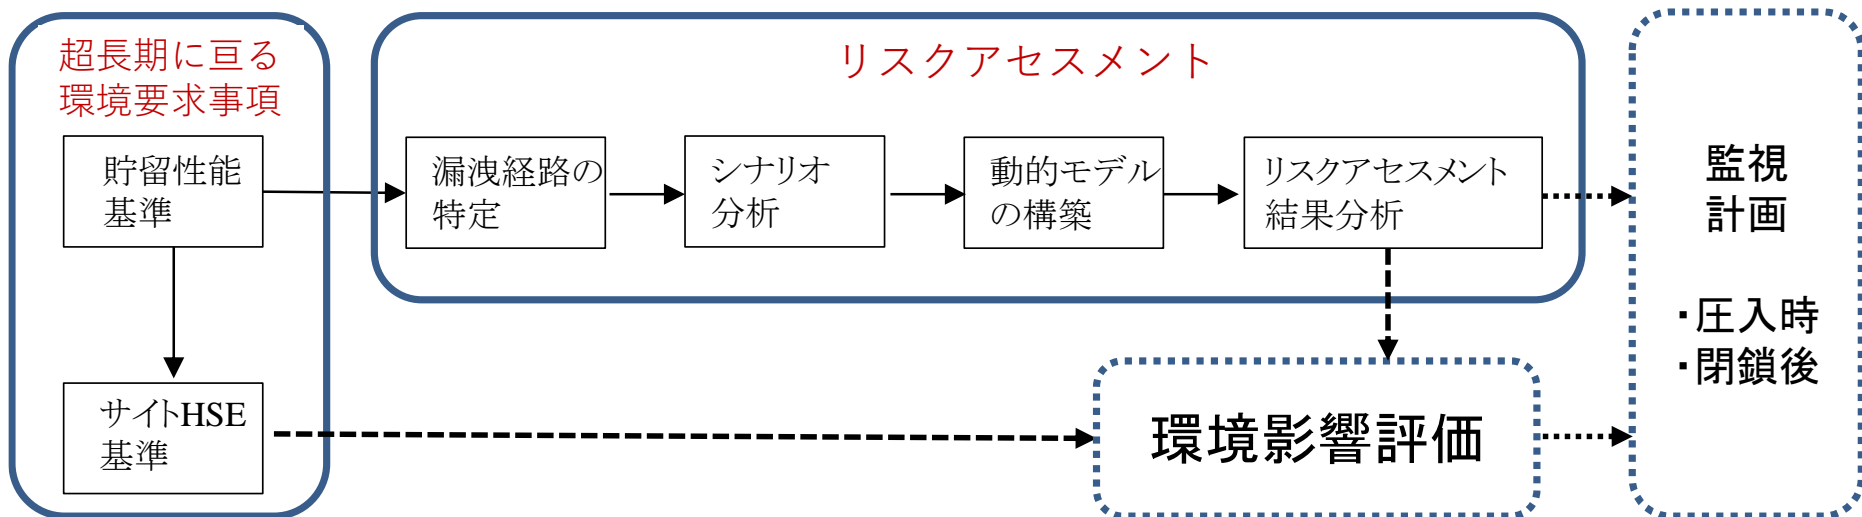 超長期に亘る
環境要求事項
貯留性能
基準
サイトHSE
基準
リスクアセスメント
漏洩経路の
特定
シナリオ
分析
動的モデル
の構築
リスクアセスメント
結果分析
環境影響評価
監視
計画
・圧入時
・閉鎖後